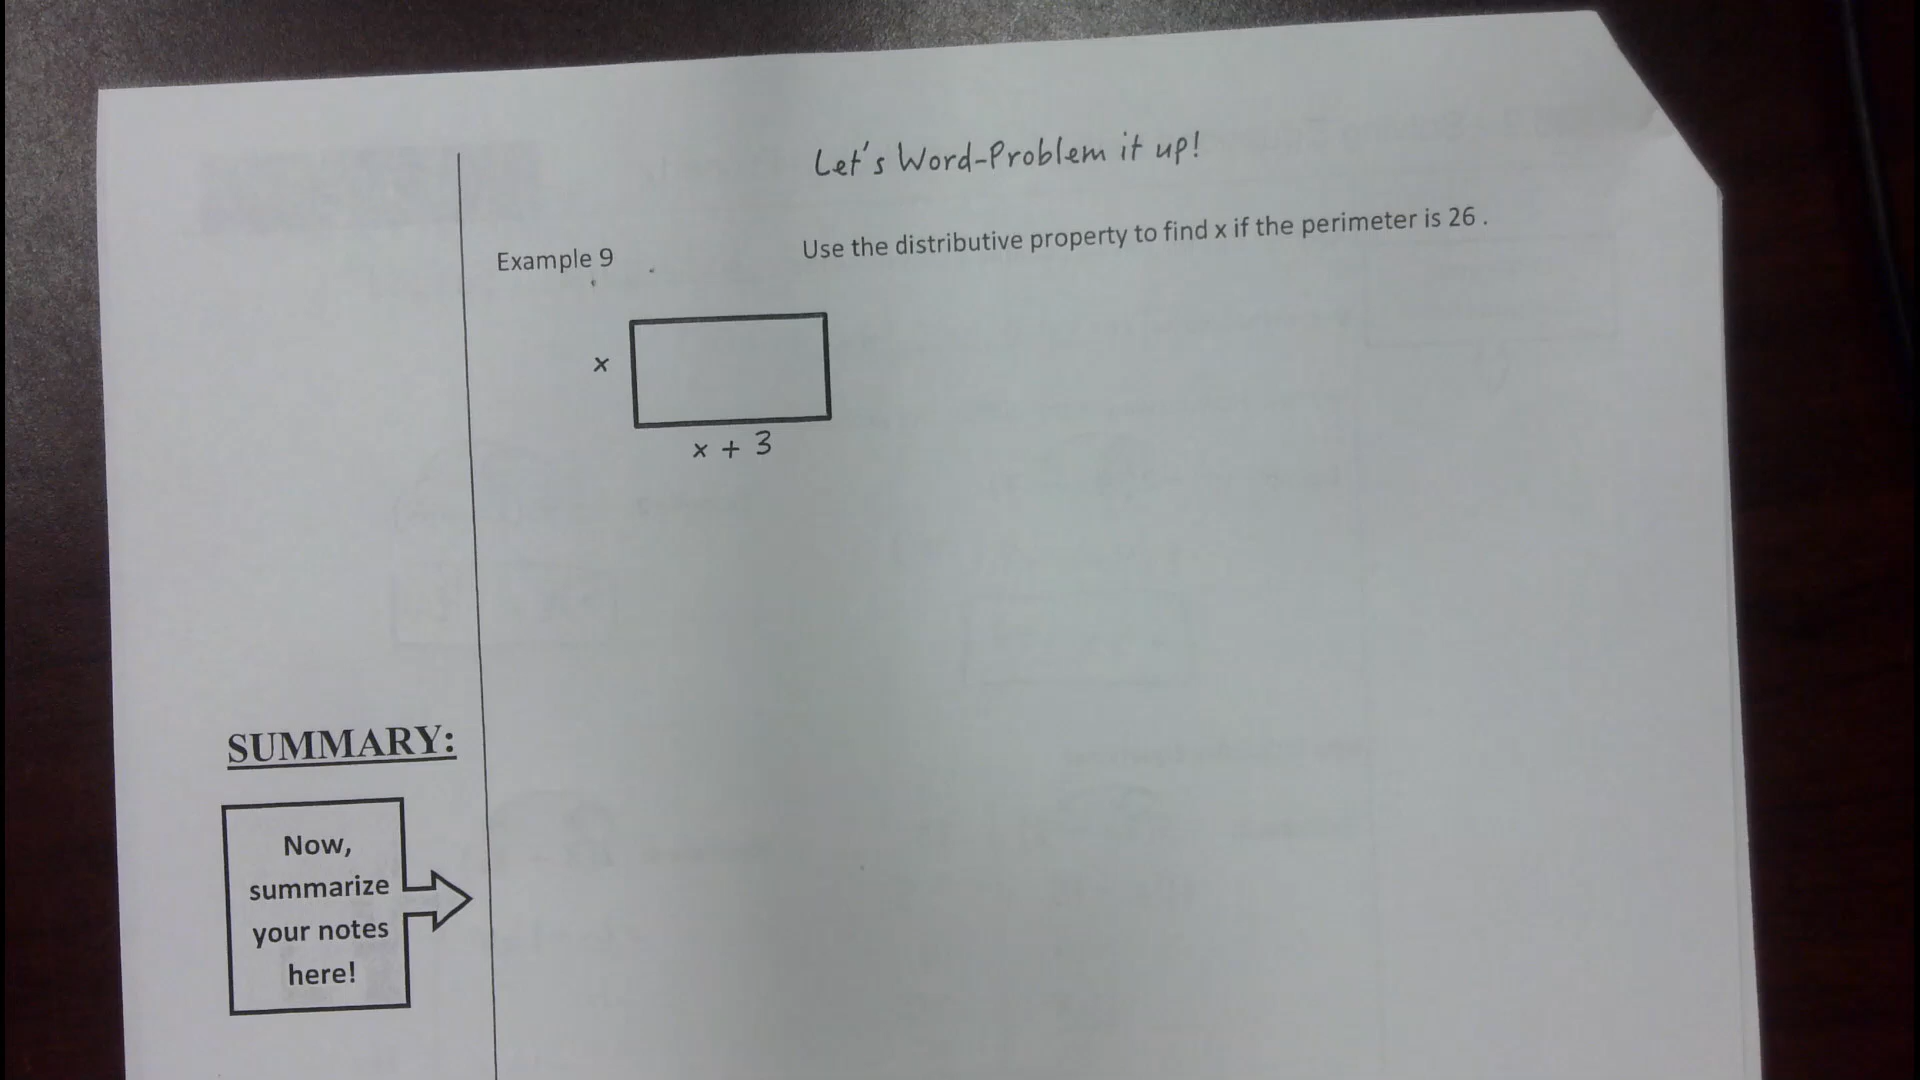 Let's Word-Problem it up!
Example 9
Use the distributive property to find x if the perimeter is 26 .
x
x + 3
SUMMARY:
Now,
summarize
your notes
here!